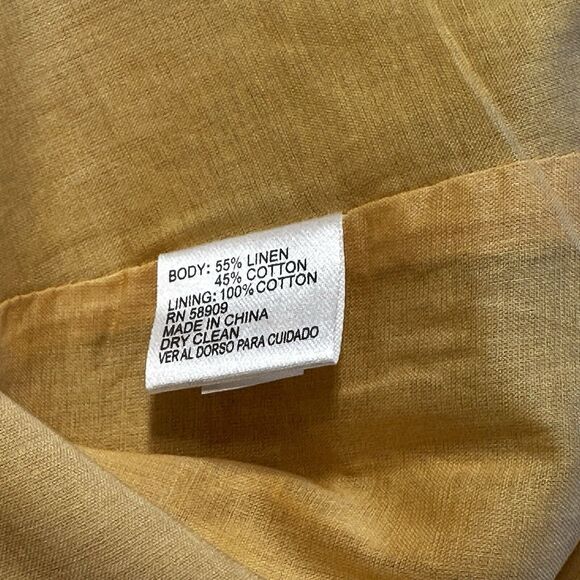 BODY: 55% LINEN
45% COTTON
LINING: 100% COTTON
RN 58909
MADE IN CHINA
DRY CLEAN
VER AL DORSO PARA CUIDADO